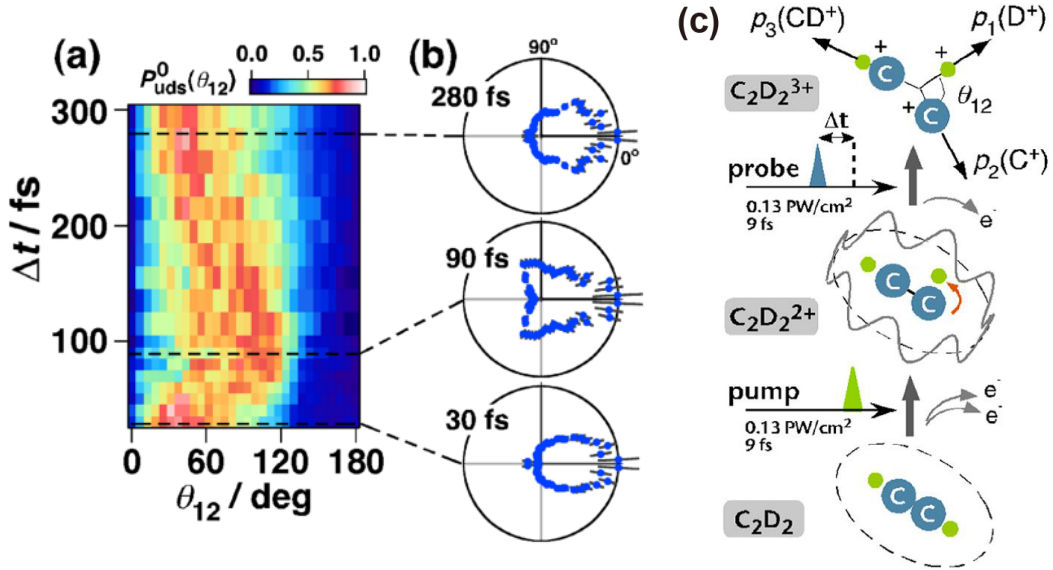 (a)
P⁰uds(θ₁₂)
0.0 0.5 1.0
Δt / fs
300
200
100
0 60 120 180
θ₁₂ / deg
(b)
90°
280 fs
0°
90 fs
30 fs
(c)
p₃(CD⁺)
p₁(D⁺)
+
+
C
+
C
θ₁₂
C₂D₂³⁺
p₂(C⁺)
Δt
probe
0.13 PW/cm²
9 fs
e⁻
C
C
C₂D₂²⁺
pump
e⁻
e⁻
0.13 PW/cm²
9 fs
C
C
C₂D₂